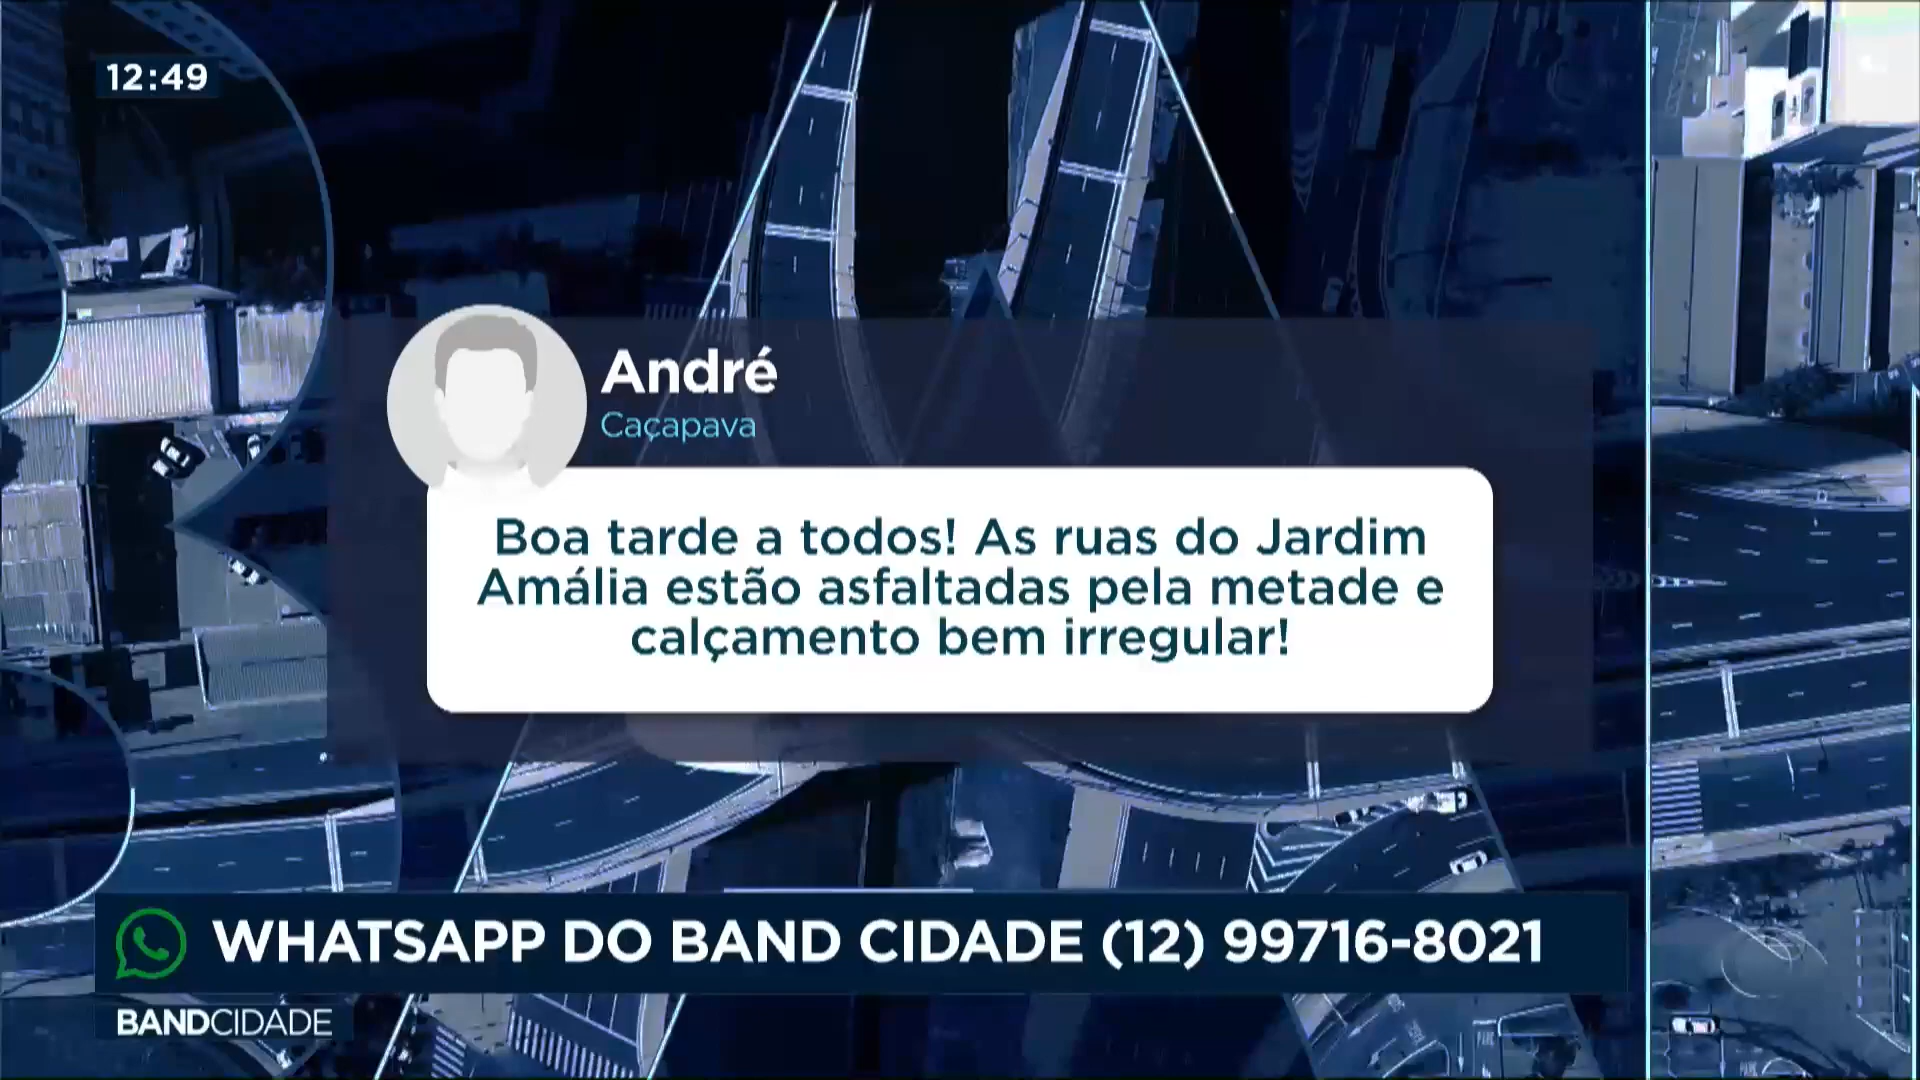 12:49
André
Caçapava
Boa tarde a todos! As ruas do Jardim
Amália estão asfaltadas pela metade e
calçamento bem irregular!
WHATSAPP DO BAND CIDADE (12) 99716-8021
BANDCIDADE